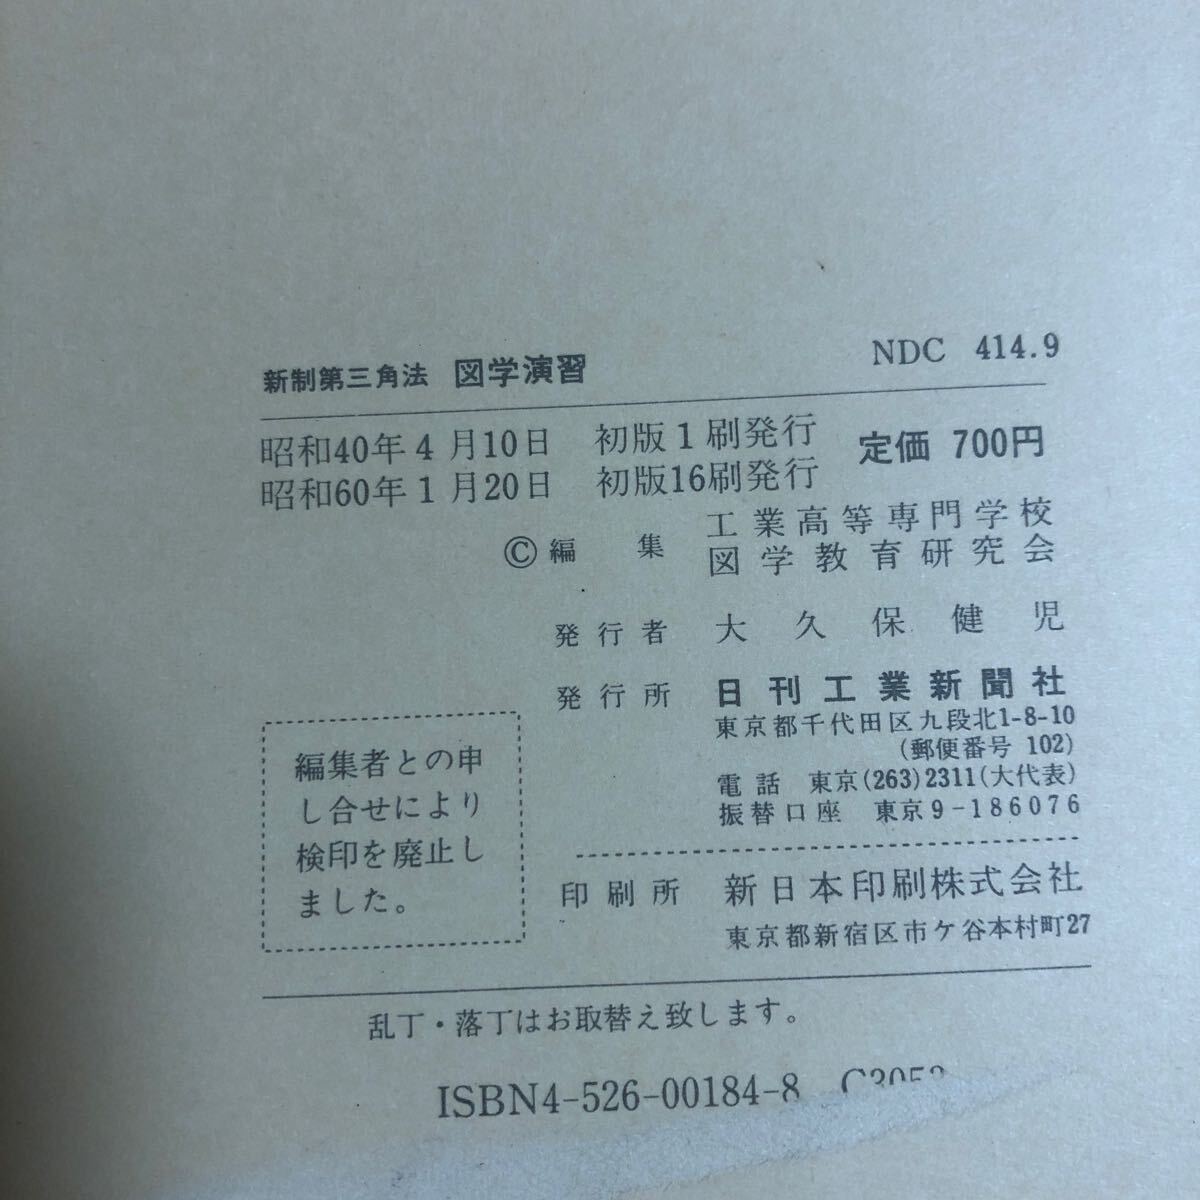 新制第三角法 図学演習 NDC 414.9
昭和40年4月10日 初版1刷発行
昭和60年1月20日 初版16刷発行
定価 700円
©編集 工業高等専門学校
図学教育研究会
発行者 大久保健児
発行所 日刊工業新聞社
東京都千代田区九段北1-8-10
(郵便番号 102)
電話 東京(263)2311(大代表)
振替口座 東京9-186076
編集者との申
し合せにより
検印を廃止し
ました。
印刷所 新日本印刷株式会社
東京都新宿区市ケ谷本村町27
乱丁・落丁はお取替え致します。
ISBN4-526-00184-8